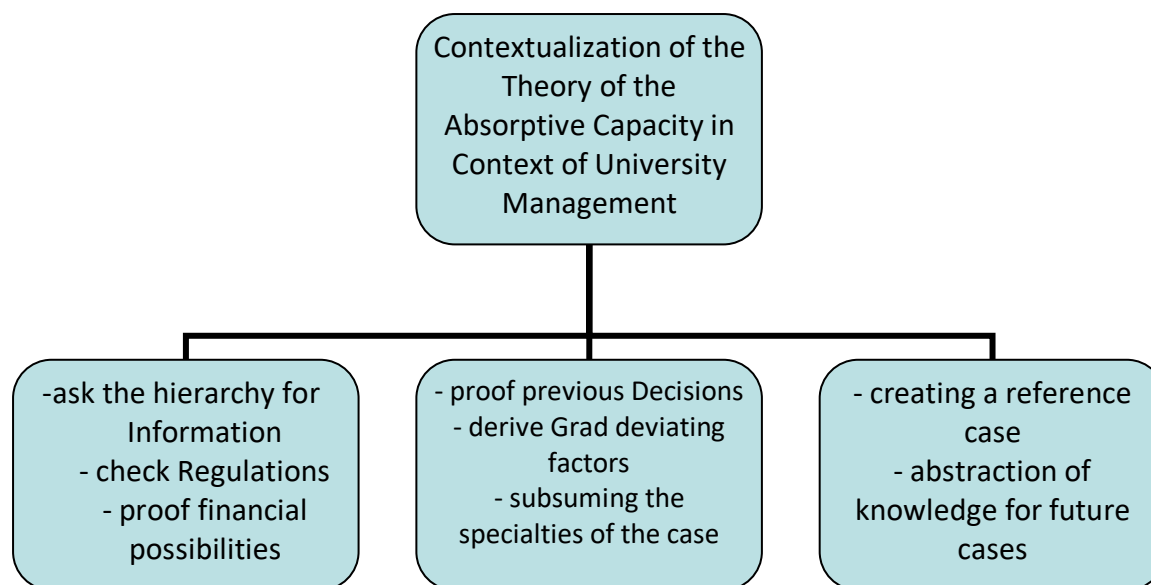 Contextualization of the
Theory of the
Absorptive Capacity in
Context of University
Management
-ask the hierarchy for
Information
- check Regulations
- proof financial
possibilities
- proof previous Decisions
- derive Grad deviating
factors
- subsuming the
specialties of the case
- creating a reference
case
- abstraction of
knowledge for future
cases